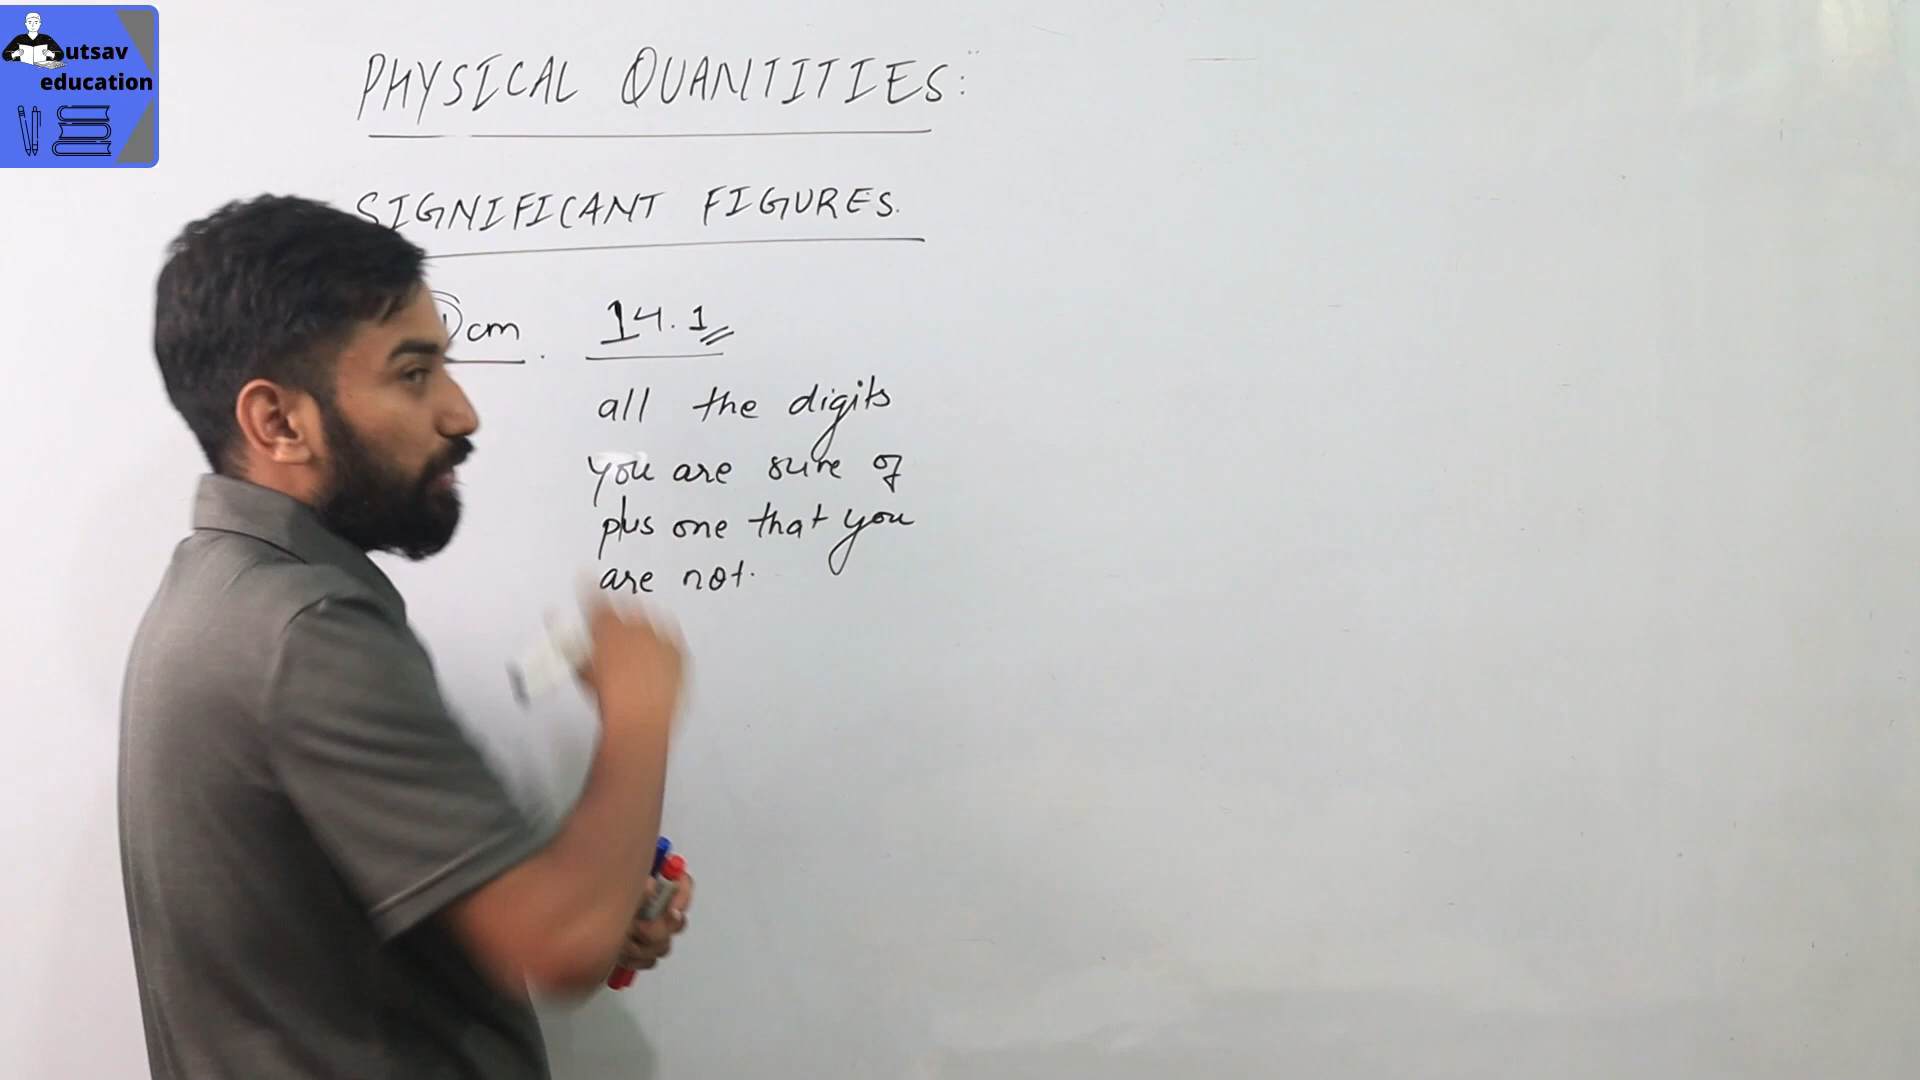 utsav
education
PHYSICAL QUANTITIES:
SIGNIFICANT FIGURES.
cm. 14.1
all the digits
you are sure of
plus one that you
are not.